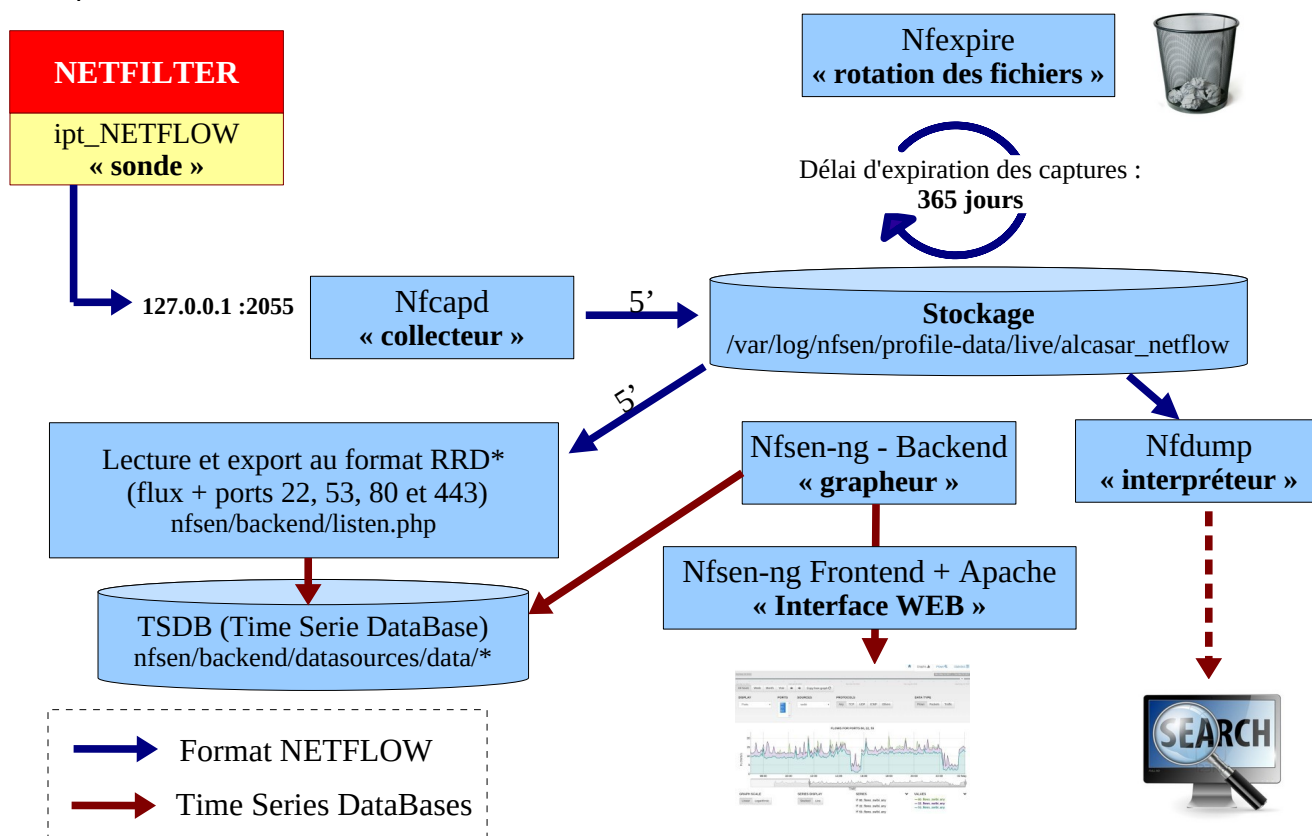 NETFILTER
ipt_NETFLOW
« sonde »
Nfexpire
« rotation des fichiers »
Délai d'expiration des captures :
365 jours
127.0.0.1 :2055
Nfcapd
« collecteur »
5’
Stockage
/var/log/nfsen/profile-data/live/alcasar_netflow
5’
Lecture et export au format RRD*
(flux + ports 22, 53, 80 et 443)
nfsen/backend/listen.php
Nfsen-ng - Backend
« grapheur »
Nfdump
« interpréteur »
Nfsen-ng Frontend + Apache
« Interface WEB »
TSDB (Time Serie DataBase)
nfsen/backend/datasources/data/*
SEARCH
Format NETFLOW
Time Series DataBases